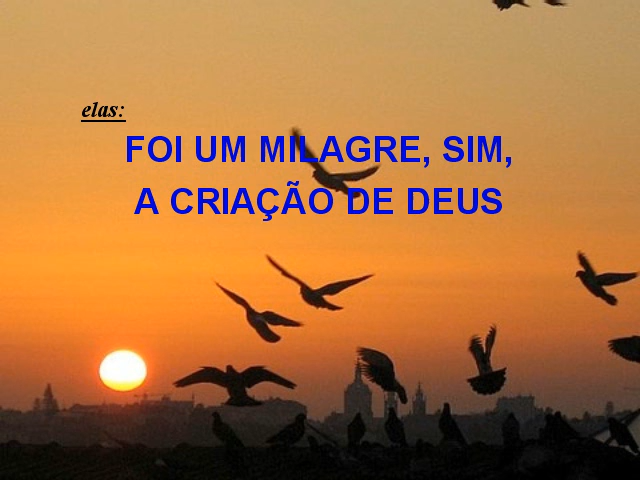 elas:
FOI UM MILAGRE, SIM,
A CRIAÇÃO DE DEUS